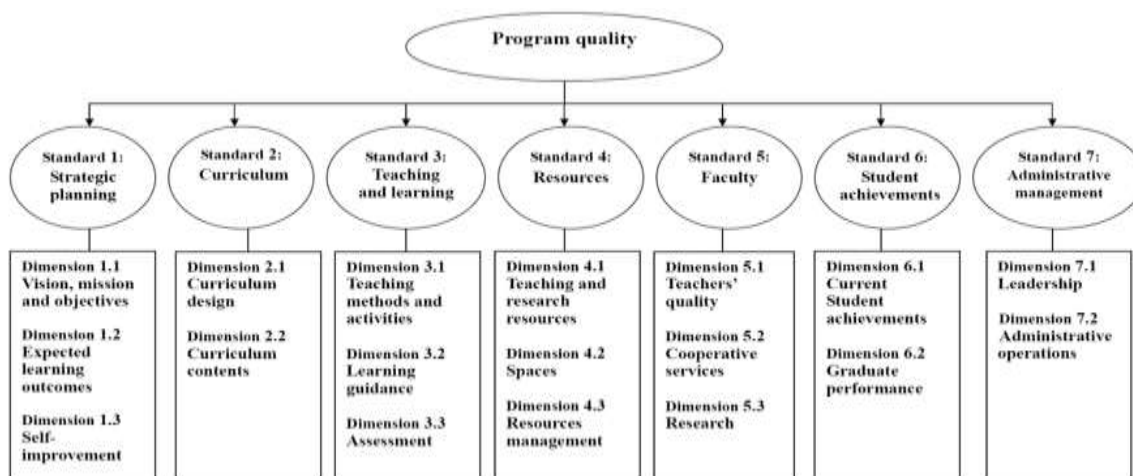 Program quality
Standard 1:
Strategic
planning
Standard 2:
Curriculum
Standard 3:
Teaching
and learning
Standard 4:
Resources
Standard 5:
Faculty
Standard 6:
Student
achievements
Standard 7:
Administrative
management
Dimension 1.1
Vision, mission
and objectives
Dimension 1.2
Expected
learning
outcomes
Dimension 1.3
Self-
improvement
Dimension 2.1
Curriculum
design
Dimension 2.2
Curriculum
contents
Dimension 3.1
Teaching
methods and
activities
Dimension 3.2
Learning
guidance
Dimension 3.3
Assessment
Dimension 4.1
Teaching and
research
resources
Dimension 4.2
Spaces
Dimension 4.3
Resources
management
Dimension 5.1
Teachers’
quality
Dimension 5.2
Cooperative
services
Dimension 5.3
Research
Dimension 6.1
Current
Student
achievements
Dimension 6.2
Graduate
performance
Dimension 7.1
Leadership
Dimension 7.2
Administrative
operations